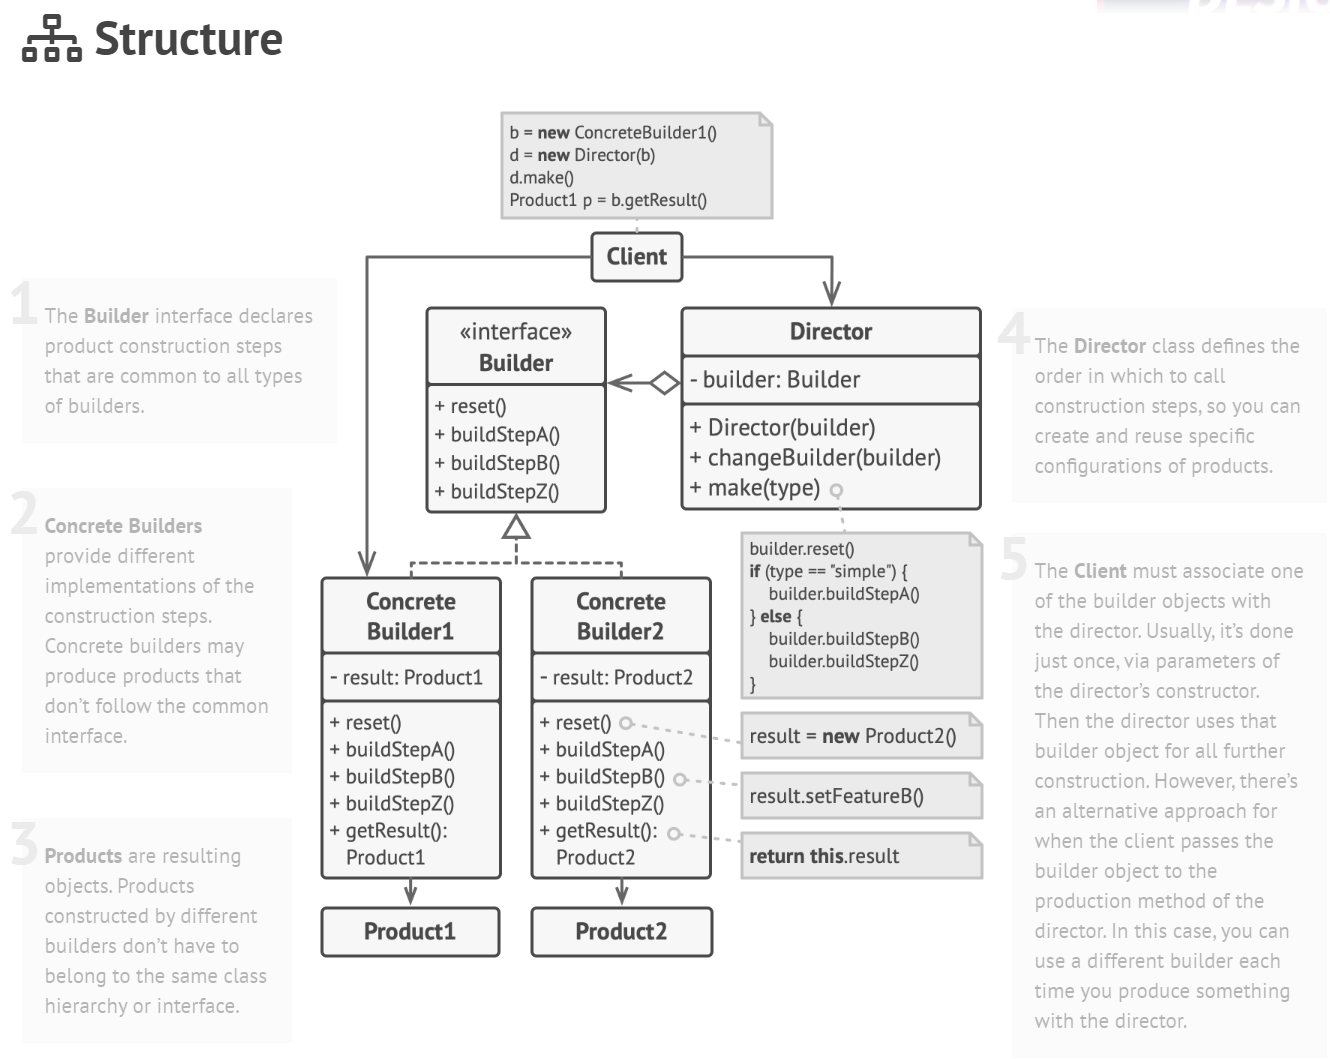 Structure
b = new ConcreteBuilder1()
d = new Director(b)
d.make()
Product1 p = b.getResult()
Client
1
The Builder interface declares
product construction steps
that are common to all types
of builders.
2
Concrete Builders
provide different
implementations of the
construction steps.
Concrete builders may
produce products that
don’t follow the common
interface.
3
Products are resulting
objects. Products
constructed by different
builders don’t have to
belong to the same class
hierarchy or interface.
«interface»
Builder
+ reset()
+ buildStepA()
+ buildStepB()
+ buildStepZ()
Director
- builder: Builder
+ Director(builder)
+ changeBuilder(builder)
+ make(type)
builder.reset()
if (type == "simple") {
builder.buildStepA()
} else {
builder.buildStepB()
builder.buildStepZ()
}
Concrete
Builder1
- result: Product1
+ reset()
+ buildStepA()
+ buildStepB()
+ buildStepZ()
+ getResult():
Product1
Concrete
Builder2
- result: Product2
+ reset()
+ buildStepA()
+ buildStepB()
+ buildStepZ()
+ getResult():
Product2
result = new Product2()
result.setFeatureB()
return this.result
Product1
Product2
4
The Director class defines the
order in which to call
construction steps, so you can
create and reuse specific
configurations of products.
5
The Client must associate one
of the builder objects with
the director. Usually, it’s done
just once, via parameters of
the director’s constructor.
Then the director uses that
builder object for all further
construction. However, there’s
an alternative approach for
when the client passes the
builder object to the
production method of the
director. In this case, you can
use a different builder each
time you produce something
with the director.